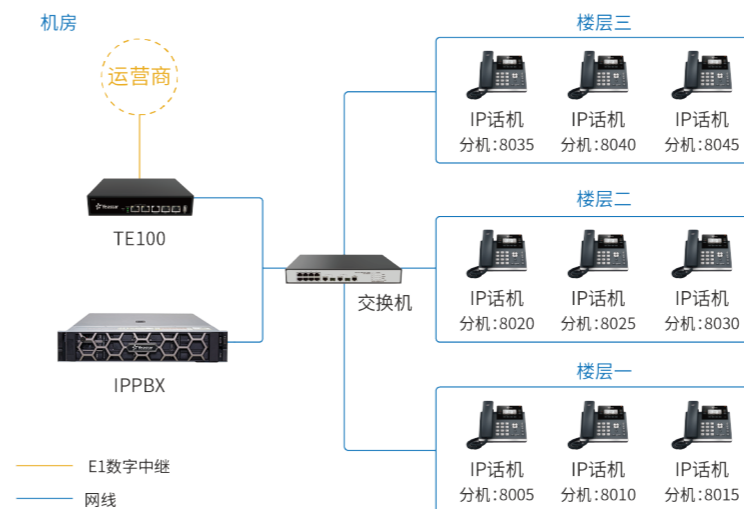 机房
运营商
TE100
IPPBX
E1数字中继
网线
交换机
楼层三
IP话机 IP话机 IP话机
分机:8035 分机:8040 分机:8045
楼层二
IP话机 IP话机 IP话机
分机:8020 分机:8025 分机:8030
楼层一
IP话机 IP话机 IP话机
分机:8005 分机:8010 分机:8015